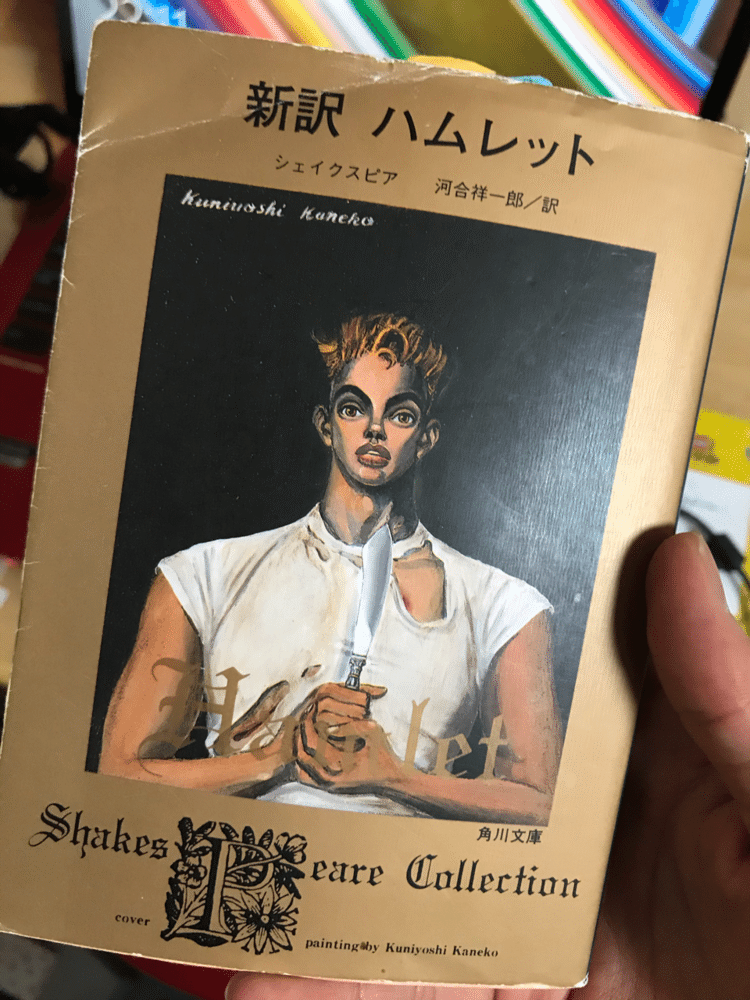 新訳 ハムレット
シェイクスピア 河合祥一郎/訳
Kuniyoshi Kaneko
Hamlet
角川文庫
Shakespeare Collection
cover painting by Kuniyoshi Kaneko